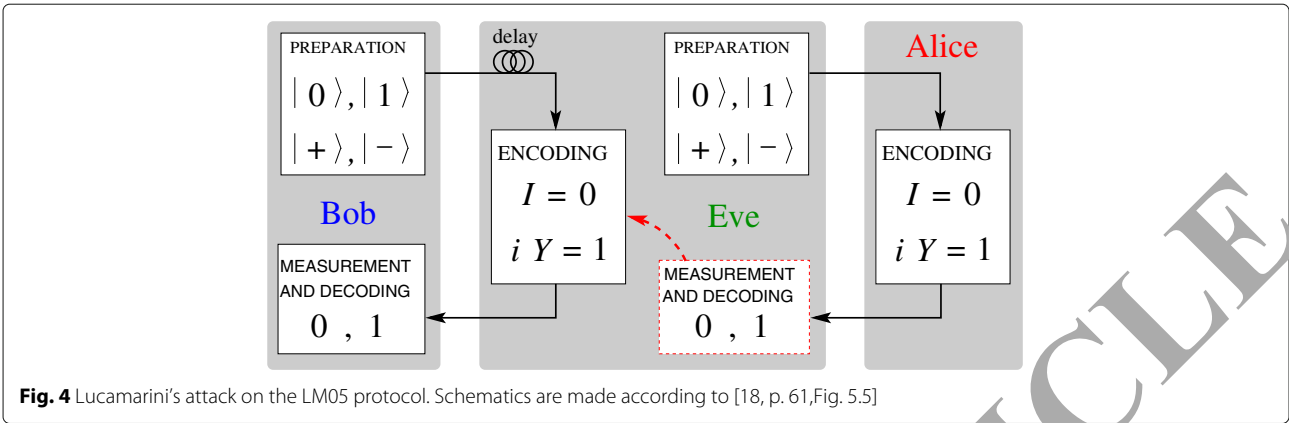 delay
PREPARATION
| 0 ⟩, | 1 ⟩
| + ⟩, | − ⟩
Bob
MEASUREMENT
AND DECODING
0 , 1
ENCODING
I = 0
i Y = 1
PREPARATION
| 0 ⟩, | 1 ⟩
| + ⟩, | − ⟩
Eve
MEASUREMENT
AND DECODING
0 , 1
Alice
ENCODING
I = 0
i Y = 1
Fig. 4 Lucamarini’s attack on the LM05 protocol. Schematics are made according to [18, p. 61,Fig. 5.5]
ICLE